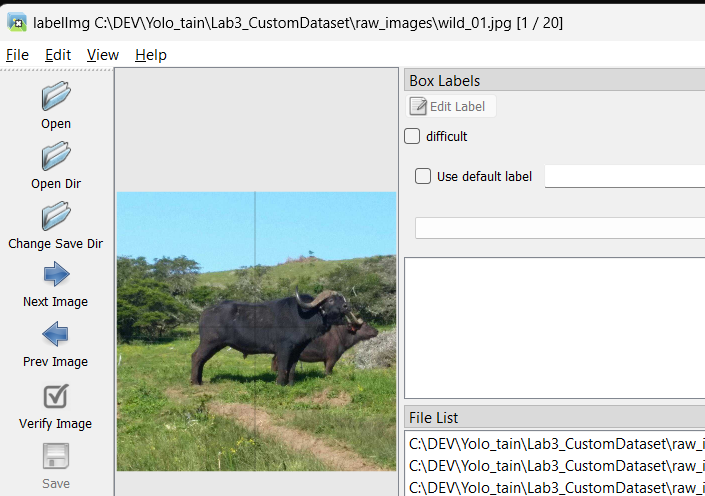 labelImg C:\DEV\Yolo_tain\Lab3_CustomDataset\raw_images\wild_01.jpg [1 / 20]
File Edit View Help
Open
Open Dir
Change Save Dir
Next Image
Prev Image
Verify Image
Save
Box Labels
Edit Label
difficult
Use default label
File List
C:\DEV\Yolo_tain\Lab3_CustomDataset\raw_i
C:\DEV\Yolo_tain\Lab3_CustomDataset\raw_i
C:\DEV\Yolo_tain\Lab3_CustomDataset\raw_i